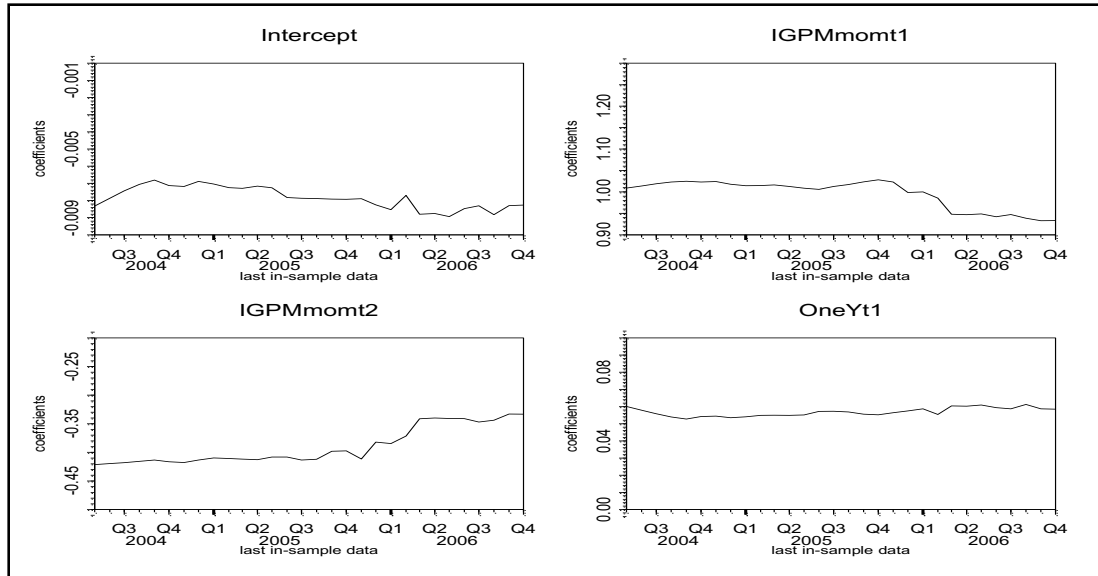 Intercept
coefficients
-0.001
-0.005
-0.009
Q3 Q4 Q1 Q2 Q3 Q4 Q1 Q2 Q3 Q4
2004 2005 2006
last in-sample data
IGPMmomt1
coefficients
1.20
1.10
1.00
0.90
Q3 Q4 Q1 Q2 Q3 Q4 Q1 Q2 Q3 Q4
2004 2005 2006
last in-sample data
IGPMmomt2
coefficients
-0.25
-0.35
-0.45
Q3 Q4 Q1 Q2 Q3 Q4 Q1 Q2 Q3 Q4
2004 2005 2006
last in-sample data
OneYt1
coefficients
0.08
0.04
0.00
Q3 Q4 Q1 Q2 Q3 Q4 Q1 Q2 Q3 Q4
2004 2005 2006
last in-sample data